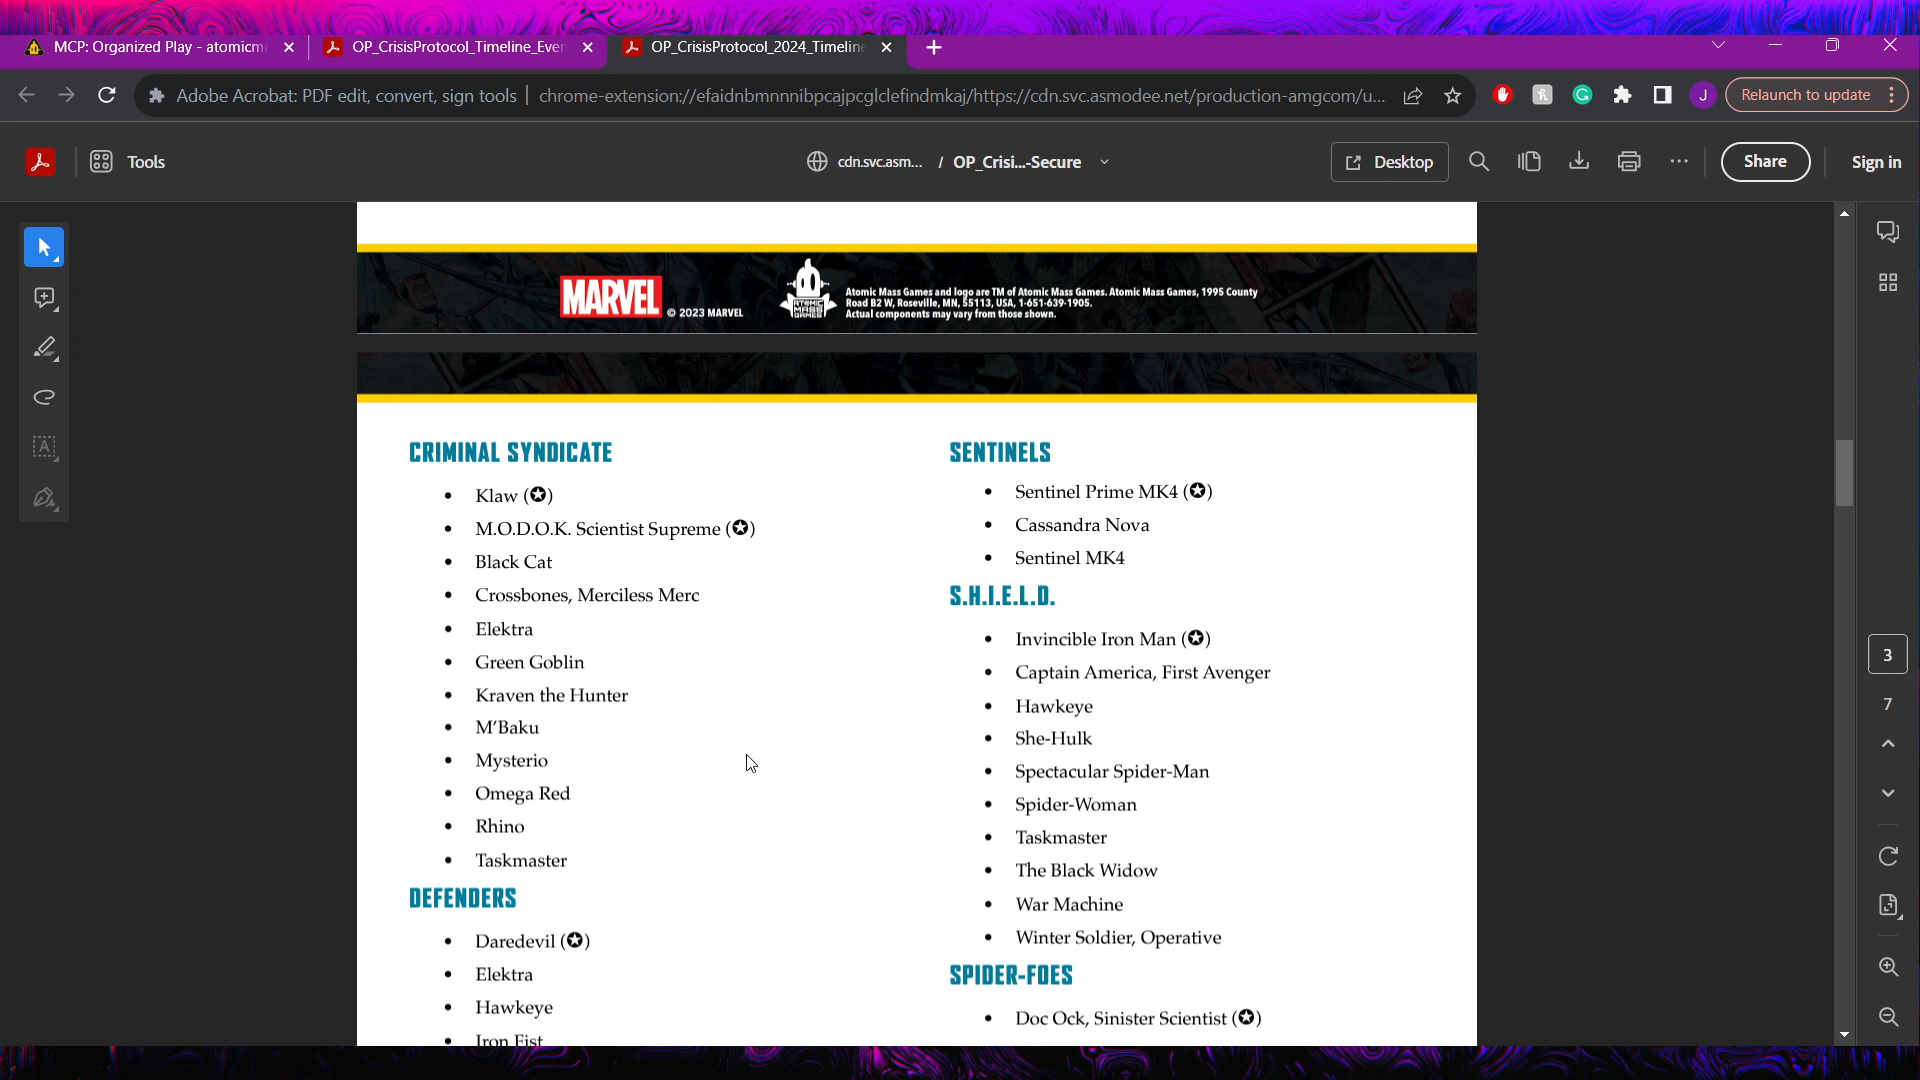 MCP: Organized Play - atomicm
OP_CrisisProtocol_Timeline_Even
OP_CrisisProtocol_2024_Timeline
Adobe Acrobat: PDF edit, convert, sign tools
chrome-extension://efaidnbmnnnibpcajpcglclefindmkaj/https://cdn.svc.asmodee.net/production-amgcom/u...
J
Relaunch to update
Tools
cdn.svc.asm... / OP_Crisi...-Secure
Desktop
Share
Sign in
MARVEL
© 2023 MARVEL
ATOMIC
MASS
GAMES
Atomic Mass Games and logo are TM of Atomic Mass Games. Atomic Mass Games, 1995 County
Road B2 W, Roseville, MN, 55113, USA, 1-651-639-1905.
Actual components may vary from those shown.
CRIMINAL SYNDICATE
• Klaw (✪)
• M.O.D.O.K. Scientist Supreme (✪)
• Black Cat
• Crossbones, Merciless Merc
• Elektra
• Green Goblin
• Kraven the Hunter
• M'Baku
• Mysterio
• Omega Red
• Rhino
• Taskmaster
DEFENDERS
• Daredevil (✪)
• Elektra
• Hawkeye
• Iron Fist
SENTINELS
• Sentinel Prime MK4 (✪)
• Cassandra Nova
• Sentinel MK4
S.H.I.E.L.D.
• Invincible Iron Man (✪)
• Captain America, First Avenger
• Hawkeye
• She-Hulk
• Spectacular Spider-Man
• Spider-Woman
• Taskmaster
• The Black Widow
• War Machine
• Winter Soldier, Operative
SPIDER-FOES
• Doc Ock, Sinister Scientist (✪)
3
7